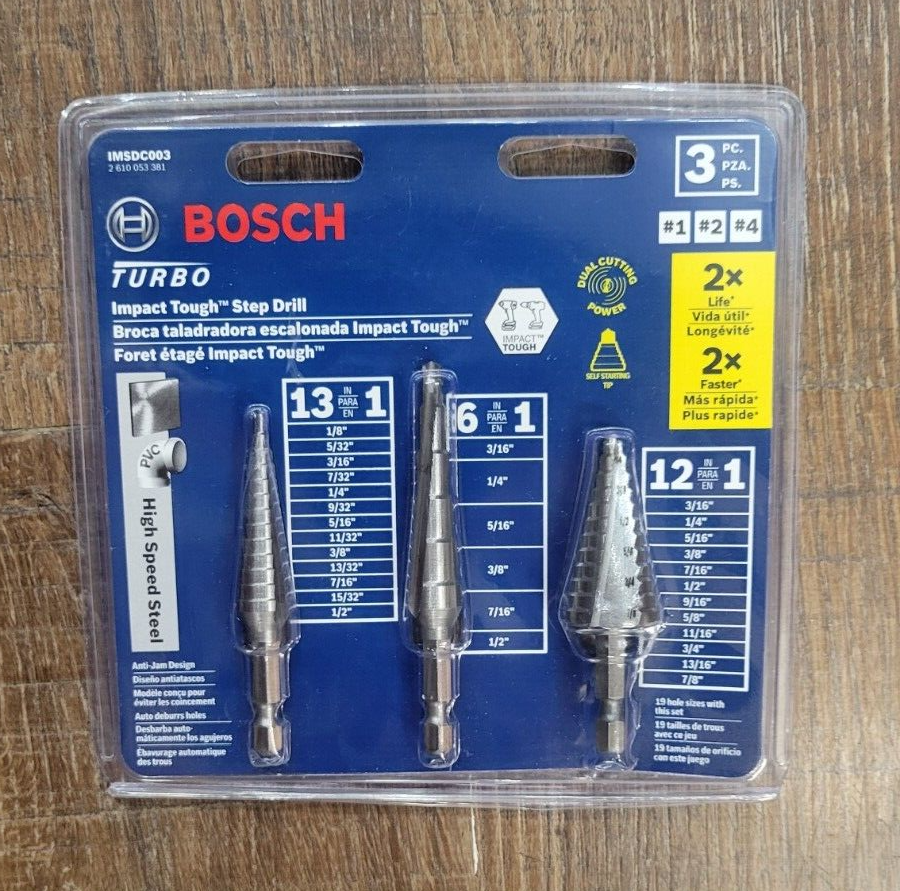 IMSDC003
2 610 053 381
3 PC.
PZA.
PS.
BOSCH
#1 #2 #4
TURBO
Impact Tough™ Step Drill
Broca taladradora escalonada Impact Tough™
Foret étagé Impact Tough™
IMPACT™
TOUGH
DUAL CUTTING
POWER
SELF STARTING
TIP
2x
Life*
Vida útil*
Longévité*
2x
Faster*
Más rápida*
Plus rapide*
PVC
High Speed Steel
13 IN PARA EN 1
1/8"
5/32"
3/16"
7/32"
1/4"
9/32"
5/16"
11/32"
3/8"
13/32"
7/16"
15/32"
1/2"
6 IN PARA EN 1
3/16"
1/4"
5/16"
3/8"
7/16"
1/2"
12 IN PARA EN 1
3/16"
1/4"
5/16"
3/8"
7/16"
1/2"
9/16"
5/8"
11/16"
3/4"
13/16"
7/8"
Anti-Jam Design
Diseño antiatascos
Modèle conçu pour
éviter les coincement
Auto deburrs holes
Desbarba auto-
máticamente los agujeros
Ébavurage automatique
des trous
19 hole sizes with
this set
19 tailles de trous
avec ce jeu
19 tamaños de orificio
con este juego